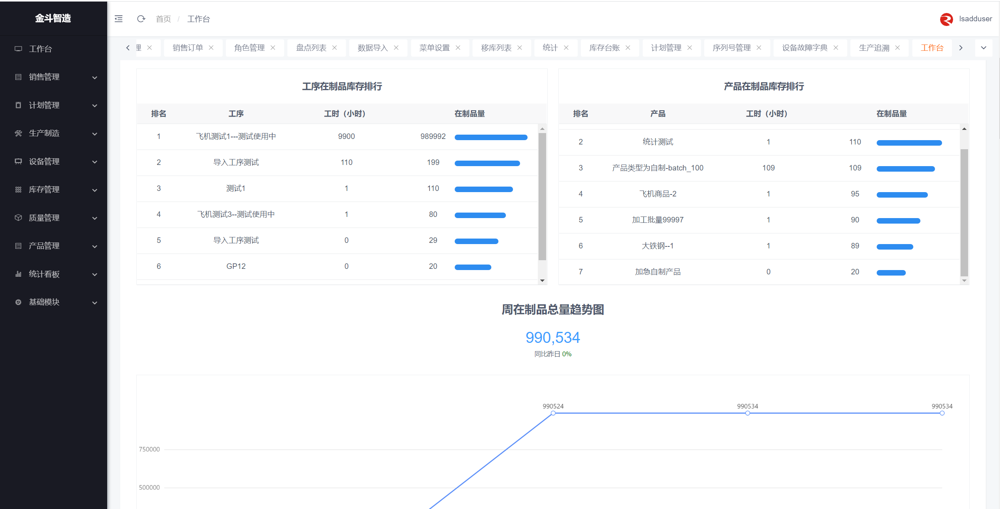 金斗智造
首页 / 工作台
lsadduser
理 销售订单 角色管理 盘点列表 数据导入 菜单设置 移库列表 统计 库存台账 计划管理 序列号管理 设备故障字典 生产追溯 工作台
工作台
销售管理
计划管理
生产制造
设备管理
库存管理
质量管理
产品管理
统计看板
基础模块
工序在制品库存排行
排名 工序 工时（小时） 在制品量
1 飞机测试1---测试使用中 9900 989992
2 导入工序测试 110 199
3 测试1 1 110
4 飞机测试3--测试使用中 1 80
5 导入工序测试 0 29
6 GP12 0 20
产品在制品库存排行
排名 产品 工时（小时） 在制品量
2 统计测试 1 110
3 产品类型为自制-batch_100 109 109
4 飞机商品-2 1 95
5 加工批量99997 1 90
6 大铁钢--1 1 89
7 加急自制产品 0 20
周在制品总量趋势图
990,534
同比昨日 0%
990524 990534 990534
750000
500000